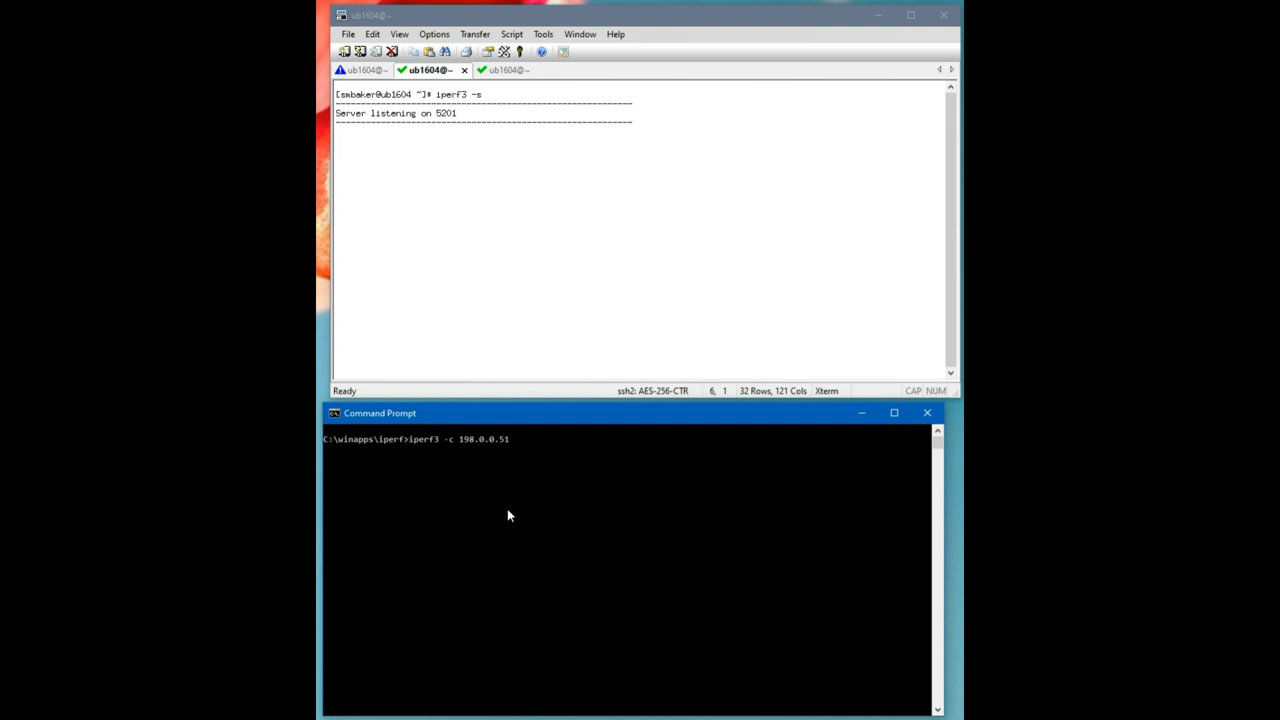 ub1604@~
File Edit View Options Transfer Script Tools Window Help
ub1604@~ ub1604@~ ub1604@~
[smbaker@ub1604 ~]$ iperf3 -s
-----------------------------------------------------------
Server listening on 5201
-----------------------------------------------------------
Ready ssh2: AES-256-CTR 6, 1 32 Rows, 121 Cols Xterm CAP NUM
Command Prompt
C:\winapps\iperf>iperf3 -c 198.0.0.51